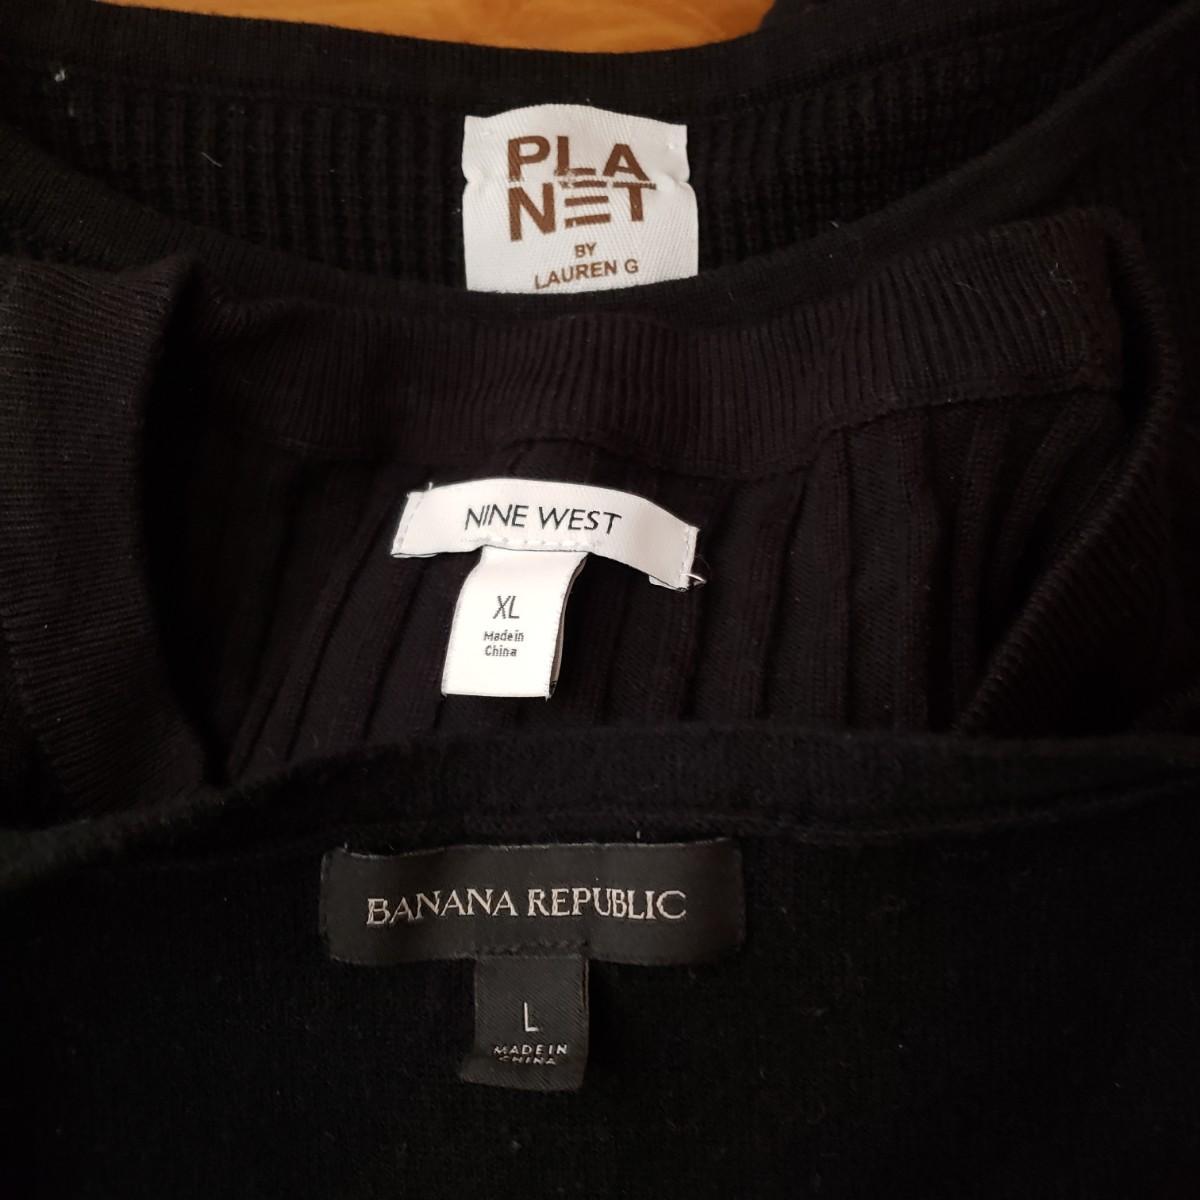 PLA
NET
BY
LAUREN G
NINE WEST
XL
Made in
China
BANANA REPUBLIC
L
MADE IN
CHINA